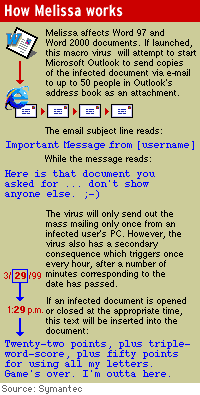 How Melissa works
Melissa affects Word 97 and
Word 2000 documents. If launched,
this macro virus will attempt to start
Microsoft Outlook to send copies
of the infected document via e-mail
to up to 50 people in Outlook's
address book as an attachment.
The email subject line reads:
Important Message from [username]
While the message reads:
Here is that document you
asked for ... don't show
anyone else. ;-)
The virus will only send out the
mass mailing only once from an
infected user's PC. However, the
virus also has a secondary
consequence which triggers once
every hour, after a number of
minutes corresponding to the
date has passed.
3/29/99
1:29 p.m.
If an infected document is opened
or closed at the appropriate time,
this text will be inserted into the
document:
Twenty-two points, plus triple-
word-score, plus fifty points
for using all my letters.
Game's over. I'm outta here.
Source: Symantec